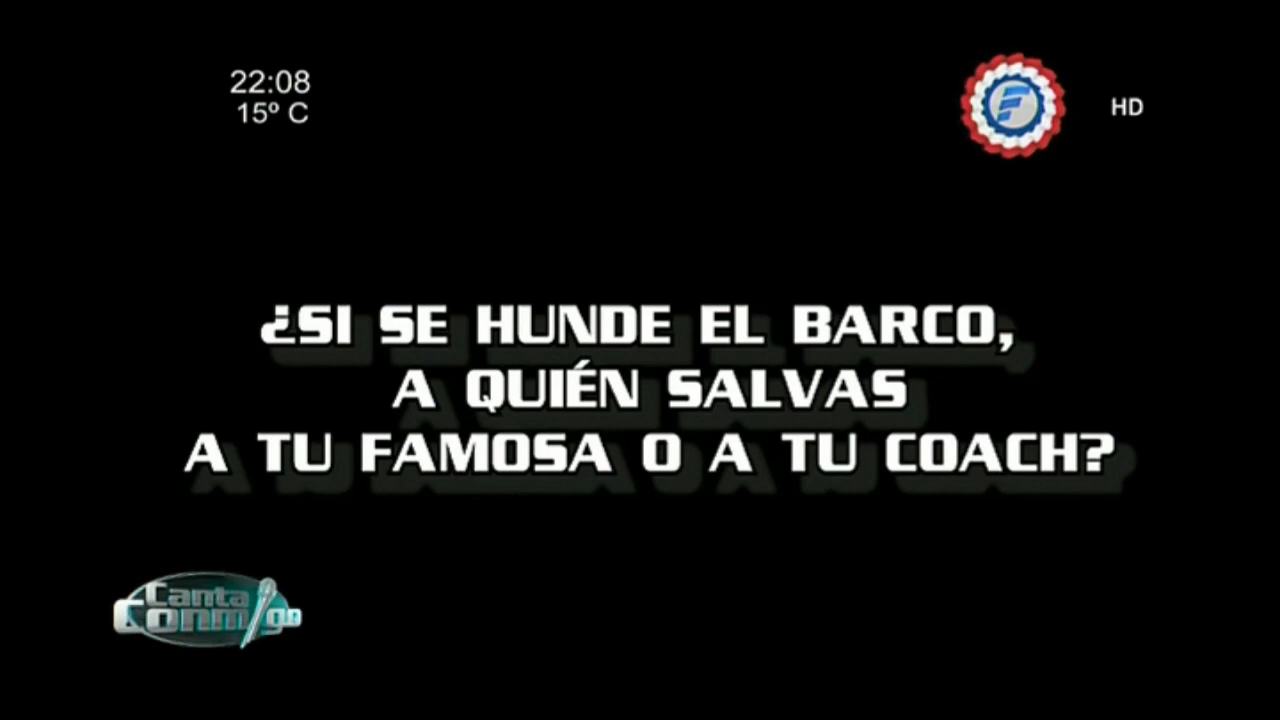 22:08
15º C
HD
¿SI SE HUNDE EL BARCO,
A QUIÉN SALVAS
A TU FAMOSA O A TU COACH?
Canta
Conmigo